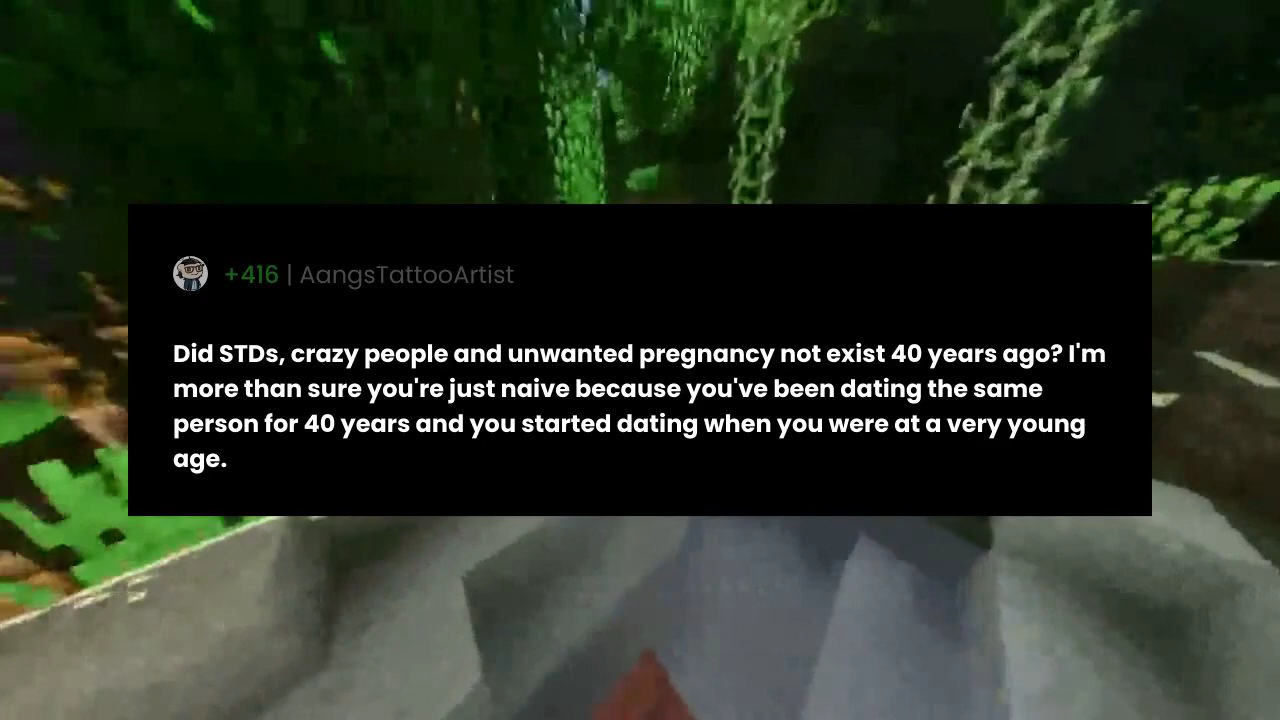 +416 | AangsTattooArtist
Did STDs, crazy people and unwanted pregnancy not exist 40 years ago? I'm
more than sure you're just naive because you've been dating the same
person for 40 years and you started dating when you were at a very young
age.